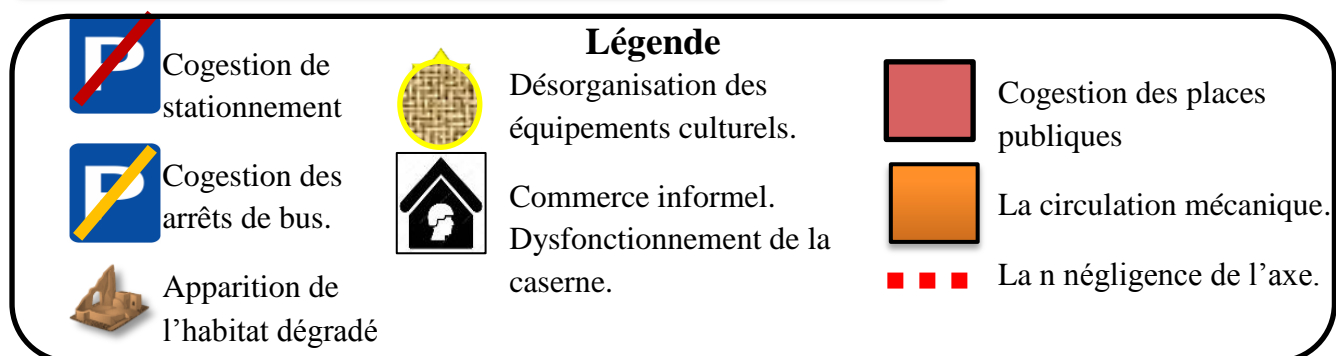 Légende
P
Cogestion de
stationnement
P
Cogestion des
arrêts de bus.
Apparition de
l’habitat dégradé
Désorganisation des
équipements culturels.
Commerce informel.
Dysfonctionnement de la
caserne.
Cogestion des places
publiques
La circulation mécanique.
La n négligence de l’axe.